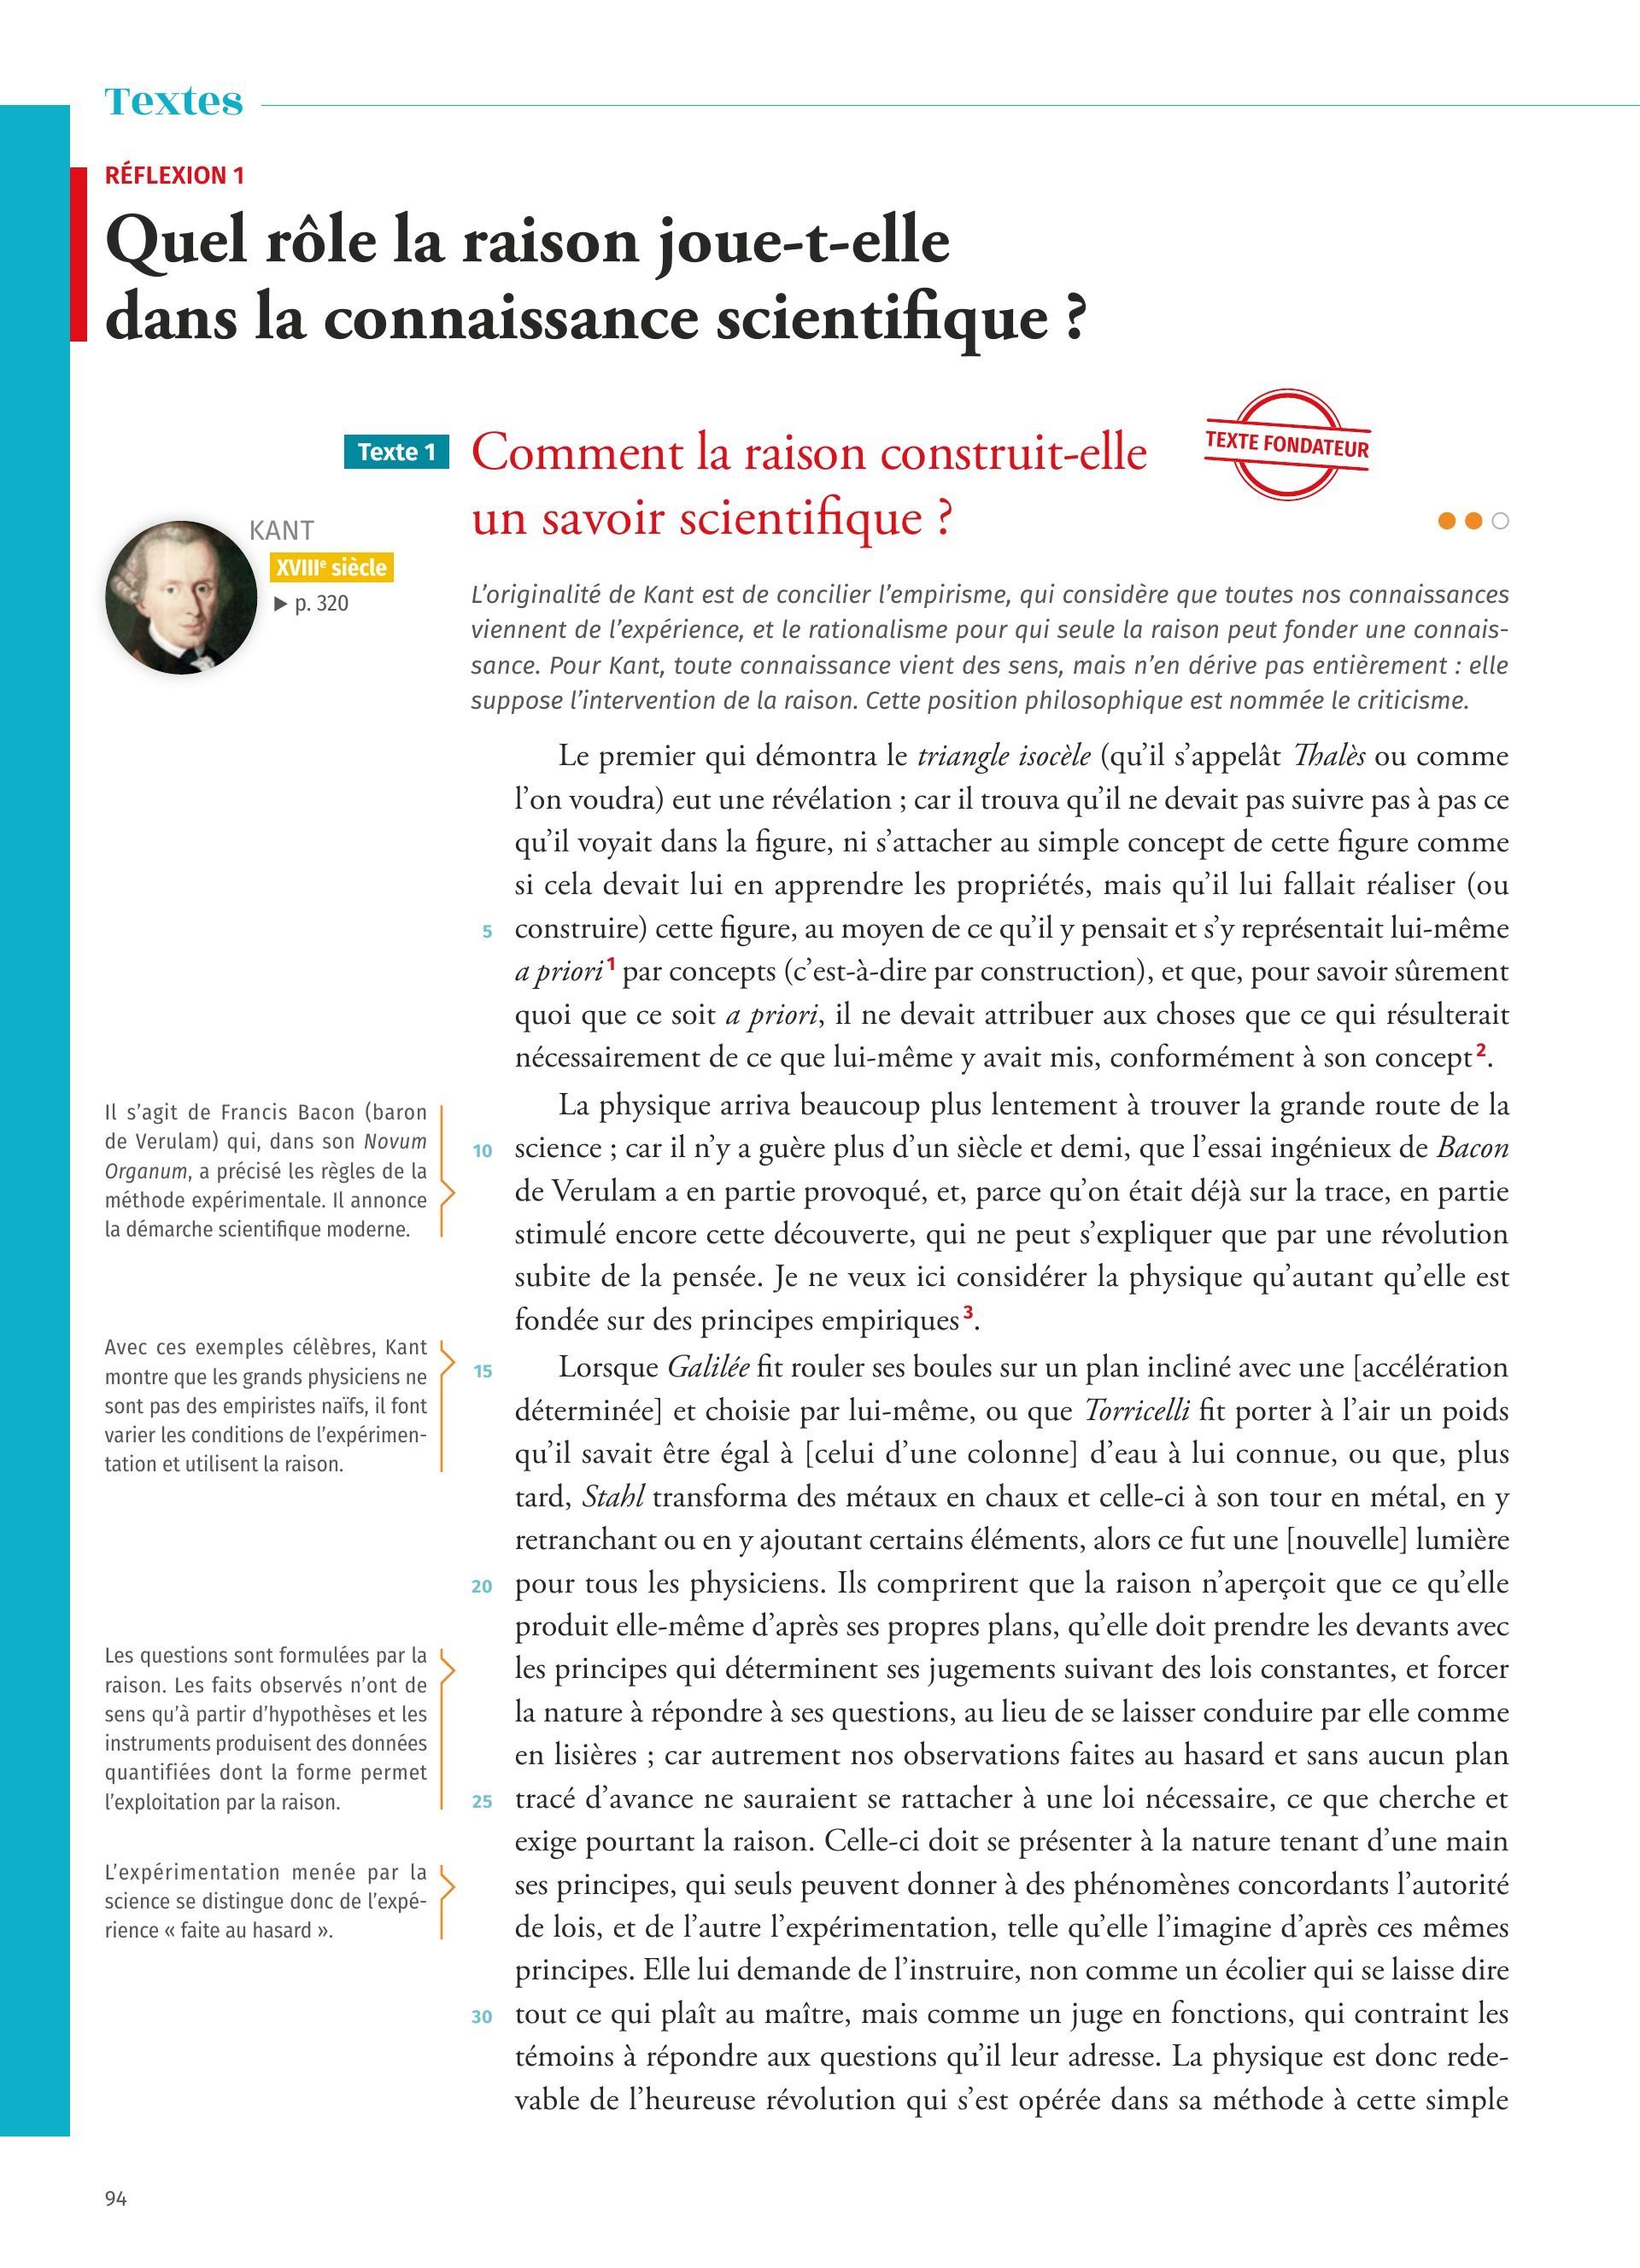 Textes
RÉFLEXION 1
Quel rôle la raison joue-t-elle
dans la connaissance scientifique ?
TEXTE FONDATEUR
Texte 1
Comment la raison construit-elle
un savoir scientifique ?
KANT
XVIIIe siècle
▶ p. 320
L’originalité de Kant est de concilier l’empirisme, qui considère que toutes nos connaissances
viennent de l’expérience, et le rationalisme pour qui seule la raison peut fonder une connais-
sance. Pour Kant, toute connaissance vient des sens, mais n’en dérive pas entièrement : elle
suppose l’intervention de la raison. Cette position philosophique est nommée le criticisme.
Le premier qui démontra le triangle isocèle (qu’il s’appelât Thalès ou comme
l’on voudra) eut une révélation ; car il trouva qu’il ne devait pas suivre pas à pas ce
qu’il voyait dans la figure, ni s’attacher au simple concept de cette figure comme
si cela devait lui en apprendre les propriétés, mais qu’il lui fallait réaliser (ou
5 construire) cette figure, au moyen de ce qu’il y pensait et s’y représentait lui-même
a priori 1 par concepts (c’est-à-dire par construction), et que, pour savoir sûrement
quoi que ce soit a priori, il ne devait attribuer aux choses que ce qui résulterait
nécessairement de ce que lui-même y avait mis, conformément à son concept 2.
La physique arriva beaucoup plus lentement à trouver la grande route de la
10 science ; car il n’y a guère plus d’un siècle et demi, que l’essai ingénieux de Bacon
de Verulam a en partie provoqué, et, parce qu’on était déjà sur la trace, en partie
stimulé encore cette découverte, qui ne peut s’expliquer que par une révolution
subite de la pensée. Je ne veux ici considérer la physique qu’autant qu’elle est
fondée sur des principes empiriques 3.
15 Lorsque Galilée fit rouler ses boules sur un plan incliné avec une [accélération
déterminée] et choisie par lui-même, ou que Torricelli fit porter à l’air un poids
qu’il savait être égal à [celui d’une colonne] d’eau à lui connue, ou que, plus
tard, Stahl transforma des métaux en chaux et celle-ci à son tour en métal, en y
retranchant ou en y ajoutant certains éléments, alors ce fut une [nouvelle] lumière
20 pour tous les physiciens. Ils comprirent que la raison n’aperçoit que ce qu’elle
produit elle-même d’après ses propres plans, qu’elle doit prendre les devants avec
les principes qui déterminent ses jugements suivant des lois constantes, et forcer
la nature à répondre à ses questions, au lieu de se laisser conduire par elle comme
en lisières ; car autrement nos observations faites au hasard et sans aucun plan
25 tracé d’avance ne sauraient se rattacher à une loi nécessaire, ce que cherche et
exige pourtant la raison. Celle-ci doit se présenter à la nature tenant d’une main
ses principes, qui seuls peuvent donner à des phénomènes concordants l’autorité
de lois, et de l’autre l’expérimentation, telle qu’elle l’imagine d’après ces mêmes
principes. Elle lui demande de l’instruire, non comme un écolier qui se laisse dire
30 tout ce qui plaît au maître, mais comme un juge en fonctions, qui contraint les
témoins à répondre aux questions qu’il leur adresse. La physique est donc rede-
vable de l’heureuse révolution qui s’est opérée dans sa méthode à cette simple
Il s’agit de Francis Bacon (baron
de Verulam) qui, dans son Novum
Organum, a précisé les règles de la
méthode expérimentale. Il annonce
la démarche scientifique moderne.
Avec ces exemples célèbres, Kant
montre que les grands physiciens ne
sont pas des empiristes naïfs, il font
varier les conditions de l’expérimen-
tation et utilisent la raison.
Les questions sont formulées par la
raison. Les faits observés n’ont de
sens qu’à partir d’hypothèses et les
instruments produisent des données
quantifiées dont la forme permet
l’exploitation par la raison.
L’expérimentation menée par la
science se distingue donc de l’expé-
rience « faite au hasard ».
94